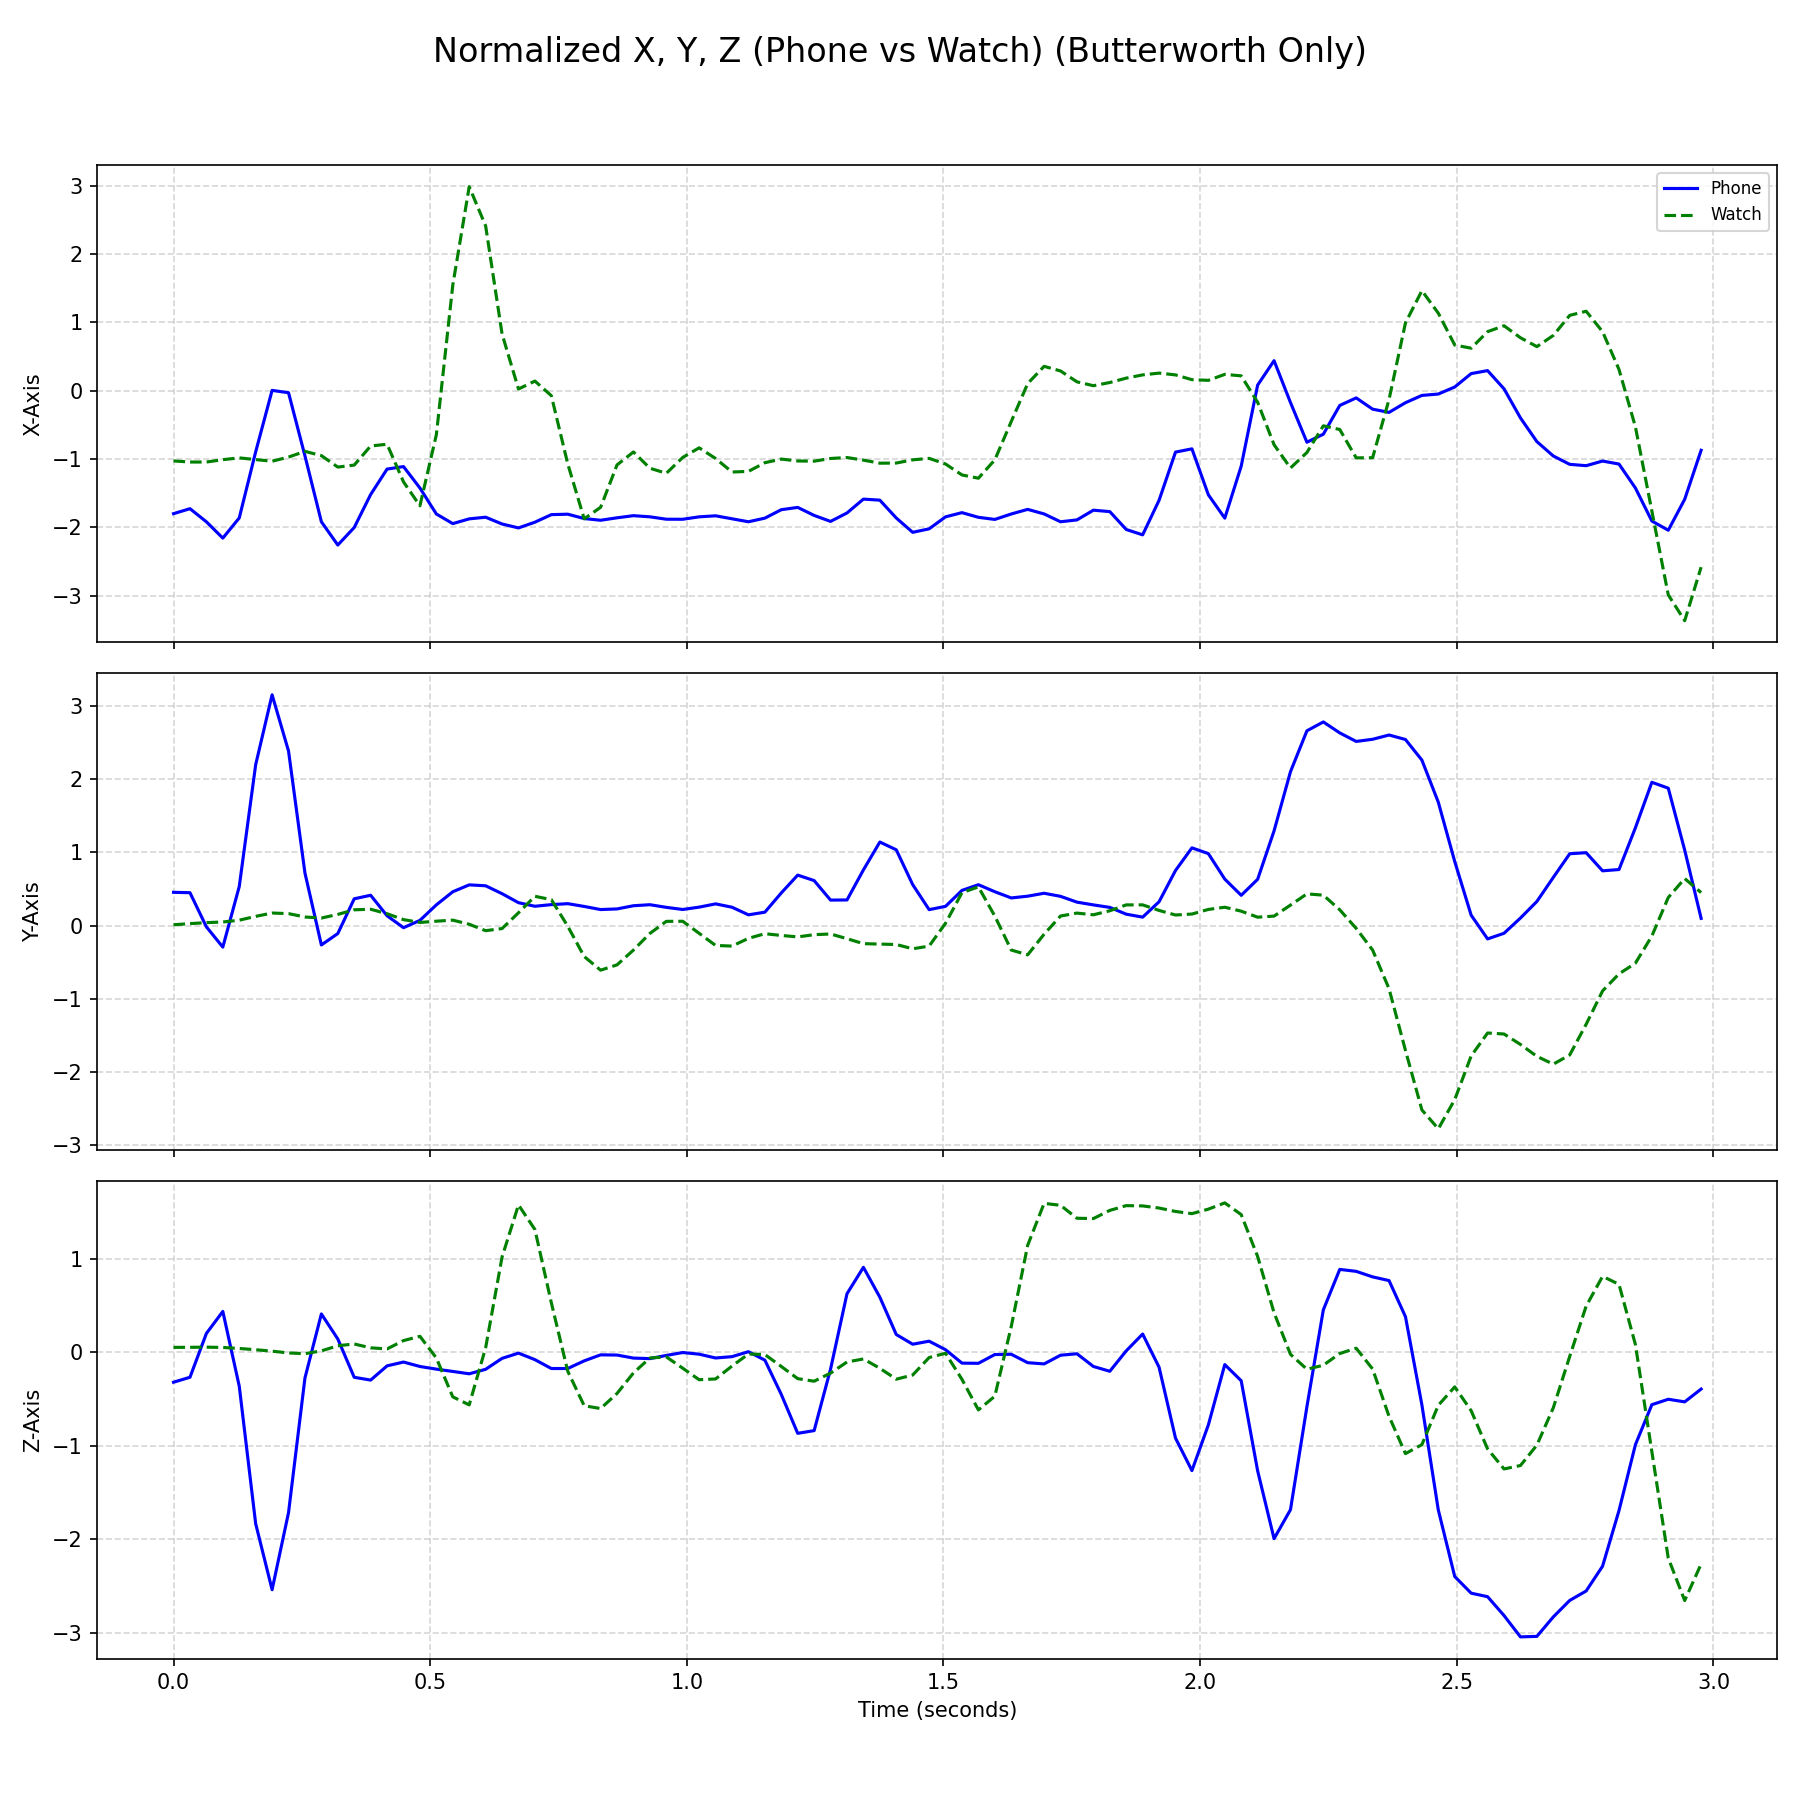 Normalized X, Y, Z (Phone vs Watch) (Butterworth Only)
Phone
Watch
3
2
1
0
−1
−2
−3
X-Axis
3
2
1
0
−1
−2
−3
Y-Axis
1
0
−1
−2
−3
Z-Axis
0.0 0.5 1.0 1.5 2.0 2.5 3.0
Time (seconds)